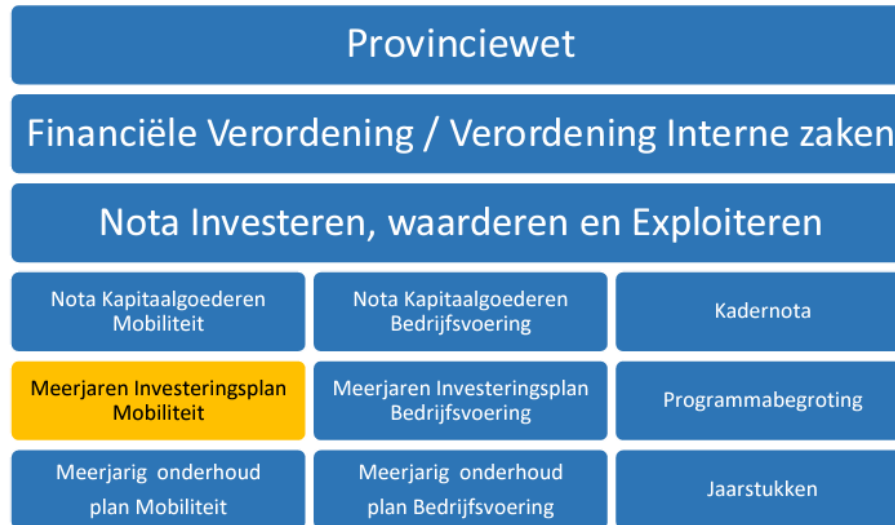 Provinciewet
Financiële Verordening / Verordening Interne zaken
Nota Investeren, waarderen en Exploiteren
Nota Kapitaalgoederen
Mobiliteit
Nota Kapitaalgoederen
Bedrijfsvoering
Kadernota
Meerjaren Investeringsplan
Mobiliteit
Meerjaren Investeringsplan
Bedrijfsvoering
Programmabegroting
Meerjarig onderhoud
plan Mobiliteit
Meerjarig onderhoud
plan Bedrijfsvoering
Jaarstukken